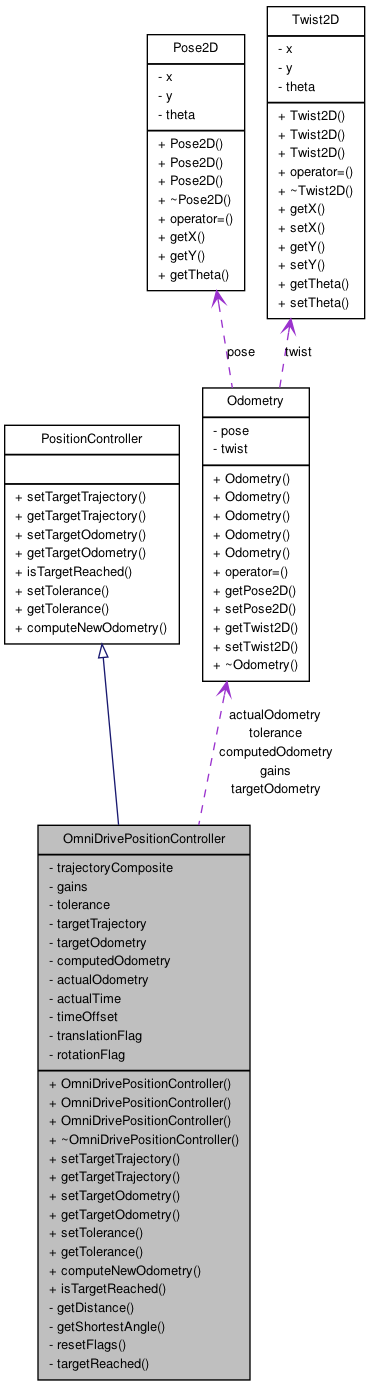 Pose2D
- x
- y
- theta
+ Pose2D()
+ Pose2D()
+ Pose2D()
+ ~Pose2D()
+ operator=()
+ getX()
+ getY()
+ getTheta()
Twist2D
- x
- y
- theta
+ Twist2D()
+ Twist2D()
+ Twist2D()
+ operator=()
+ ~Twist2D()
+ getX()
+ setX()
+ getY()
+ setY()
+ getTheta()
+ setTheta()
pose
twist
Odometry
- pose
- twist
+ Odometry()
+ Odometry()
+ Odometry()
+ Odometry()
+ Odometry()
+ operator=()
+ getPose2D()
+ setPose2D()
+ getTwist2D()
+ setTwist2D()
+ ~Odometry()
PositionController
+ setTargetTrajectory()
+ getTargetTrajectory()
+ setTargetOdometry()
+ getTargetOdometry()
+ isTargetReached()
+ setTolerance()
+ getTolerance()
+ computeNewOdometry()
actualOdometry
tolerance
computedOdometry
gains
targetOdometry
OmniDrivePositionController
- trajectoryComposite
- gains
- tolerance
- targetTrajectory
- targetOdometry
- computedOdometry
- actualOdometry
- actualTime
- timeOffset
- translationFlag
- rotationFlag
+ OmniDrivePositionController()
+ OmniDrivePositionController()
+ OmniDrivePositionController()
+ ~OmniDrivePositionController()
+ setTargetTrajectory()
+ getTargetTrajectory()
+ setTargetOdometry()
+ getTargetOdometry()
+ setTolerance()
+ getTolerance()
+ computeNewOdometry()
+ isTargetReached()
- getDistance()
- getShortestAngle()
- resetFlags()
- targetReached()